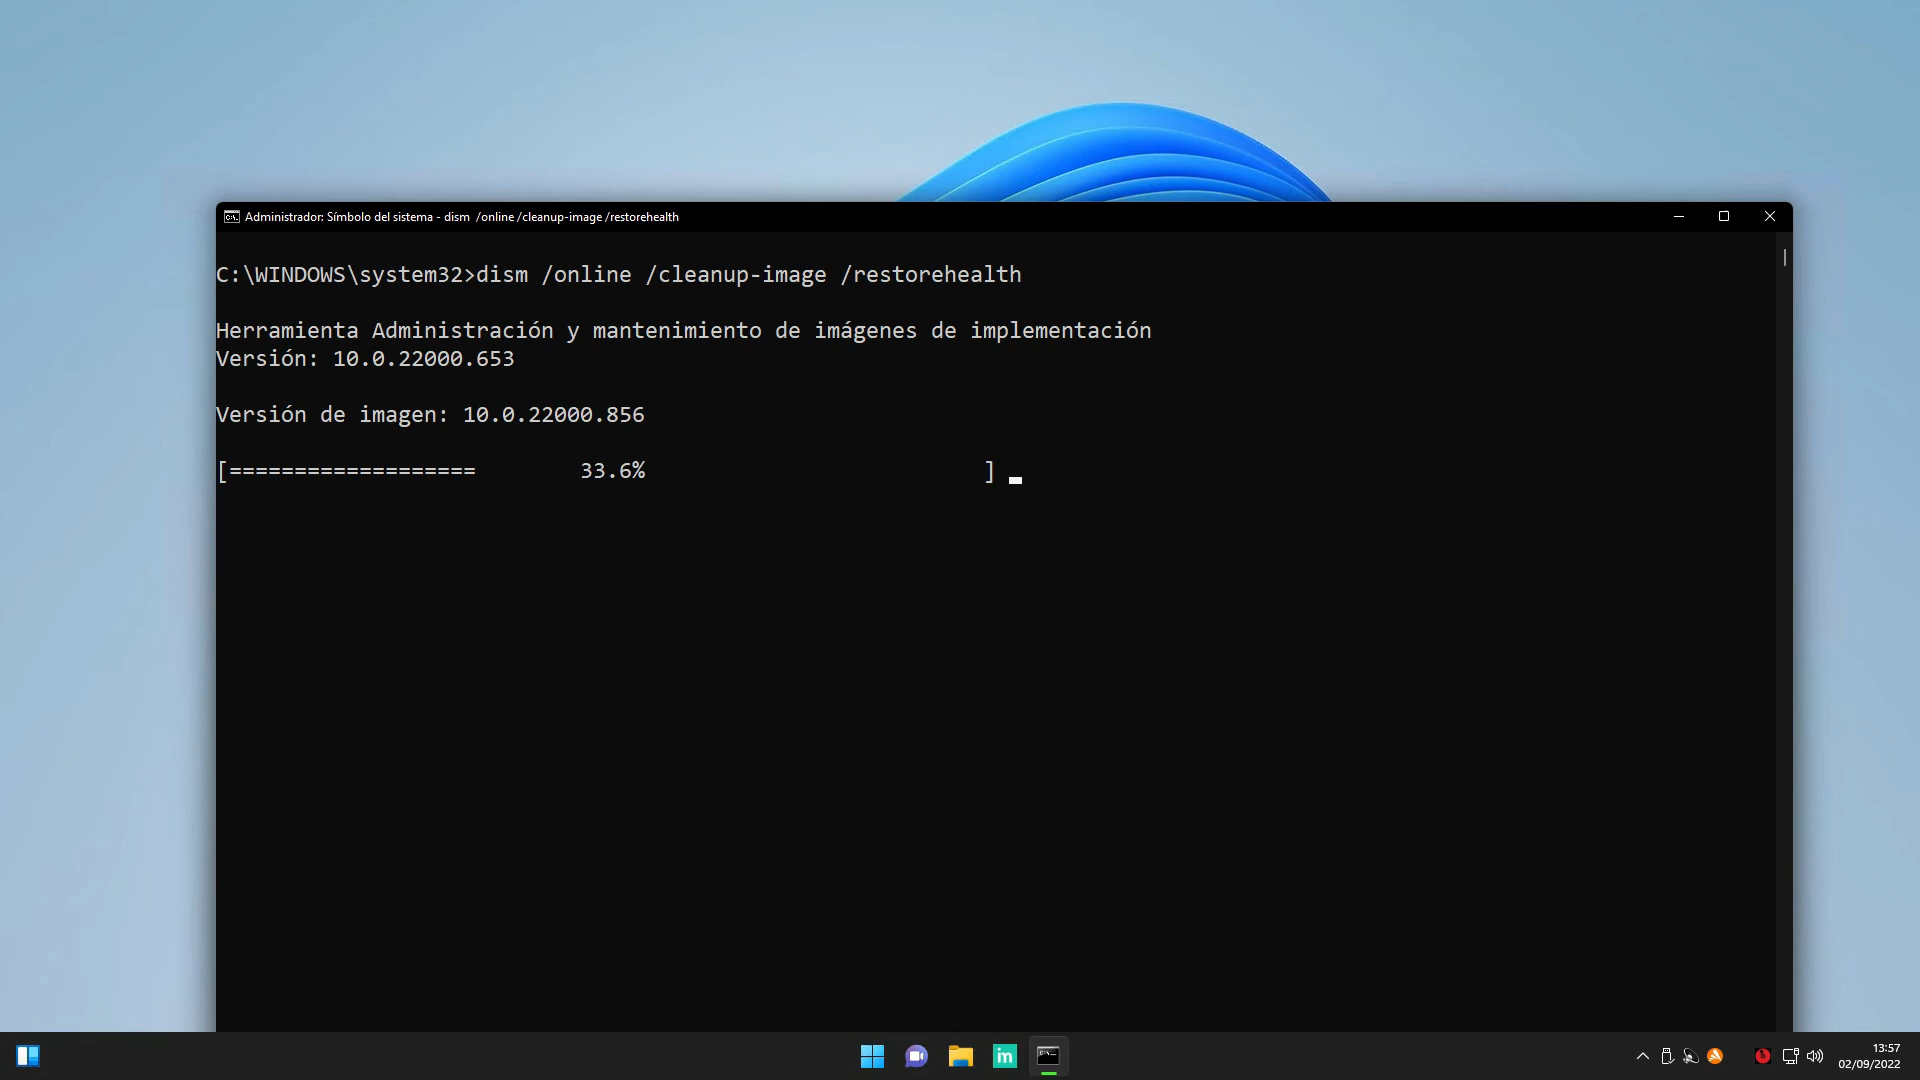 Administrador: Símbolo del sistema - dism  /online /cleanup-image /restorehealth
C:\WINDOWS\system32>dism /online /cleanup-image /restorehealth
Herramienta Administración y mantenimiento de imágenes de implementación
Versión: 10.0.22000.653
Versión de imagen: 10.0.22000.856
[===================        33.6%                          ]
in
13:57
02/09/2022